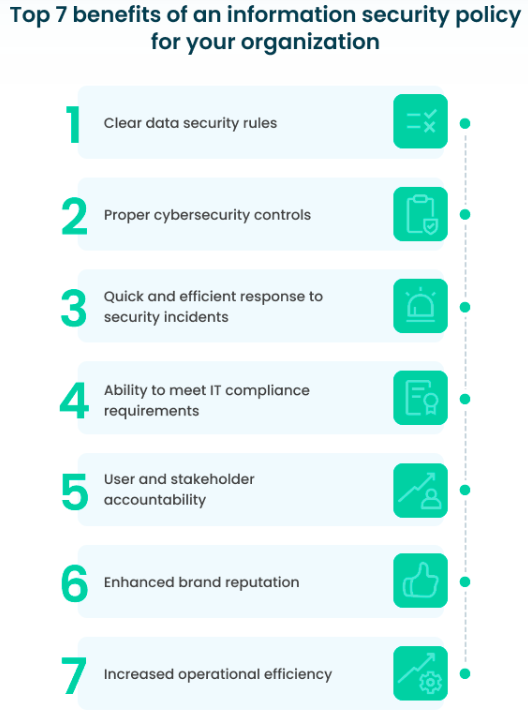 Top 7 benefits of an information security policy
for your organization
1
Clear data security rules
2
Proper cybersecurity controls
3
Quick and efficient response to
security incidents
4
Ability to meet IT compliance
requirements
5
User and stakeholder
accountability
6
Enhanced brand reputation
7
Increased operational efficiency